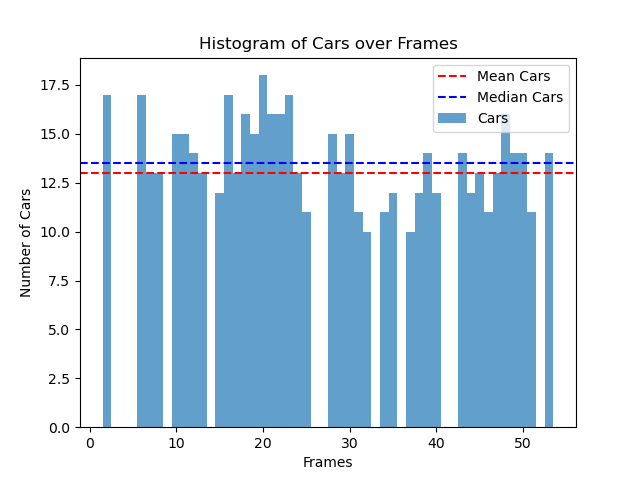 Histogram of Cars over Frames
Mean Cars
Median Cars
Cars
Number of Cars
17.5
15.0
12.5
10.0
7.5
5.0
2.5
0.0
0 10 20 30 40 50
Frames